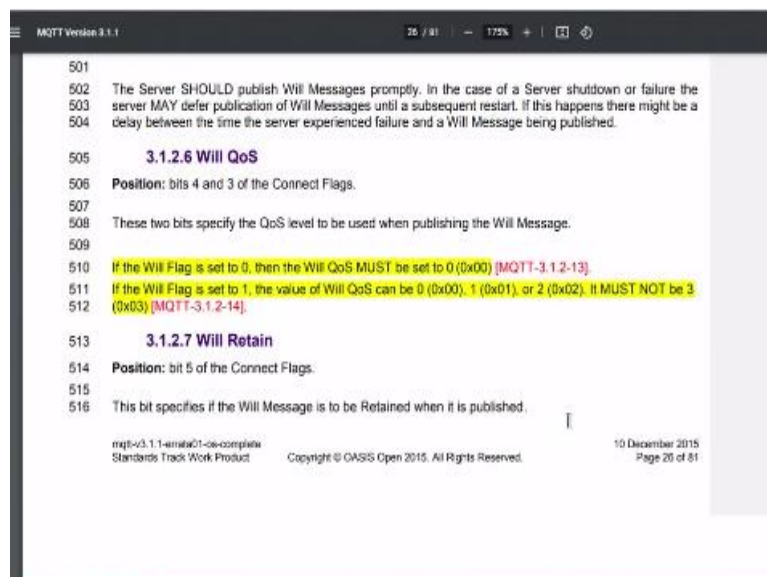 MQTT Version 3.1.1
26 / 81 | − 175% + |
501
502 The Server SHOULD publish Will Messages promptly. In the case of a Server shutdown or failure the
503 server MAY defer publication of Will Messages until a subsequent restart. If this happens there might be a
504 delay between the time the server experienced failure and a Will Message being published.
505 3.1.2.6 Will QoS
506 Position: bits 4 and 3 of the Connect Flags.
507
508 These two bits specify the QoS level to be used when publishing the Will Message.
509
510 If the Will Flag is set to 0, then the Will QoS MUST be set to 0 (0x00) [MQTT-3.1.2-13].
511 If the Will Flag is set to 1, the value of Will QoS can be 0 (0x00), 1 (0x01), or 2 (0x02). It MUST NOT be 3
512 (0x03) [MQTT-3.1.2-14].
513 3.1.2.7 Will Retain
514 Position: bit 5 of the Connect Flags.
515
516 This bit specifies if the Will Message is to be Retained when it is published.
mqtt-v3.1.1-errata01-os-complete 10 December 2015
Standards Track Work Product Copyright © OASIS Open 2015. All Rights Reserved. Page 26 of 81